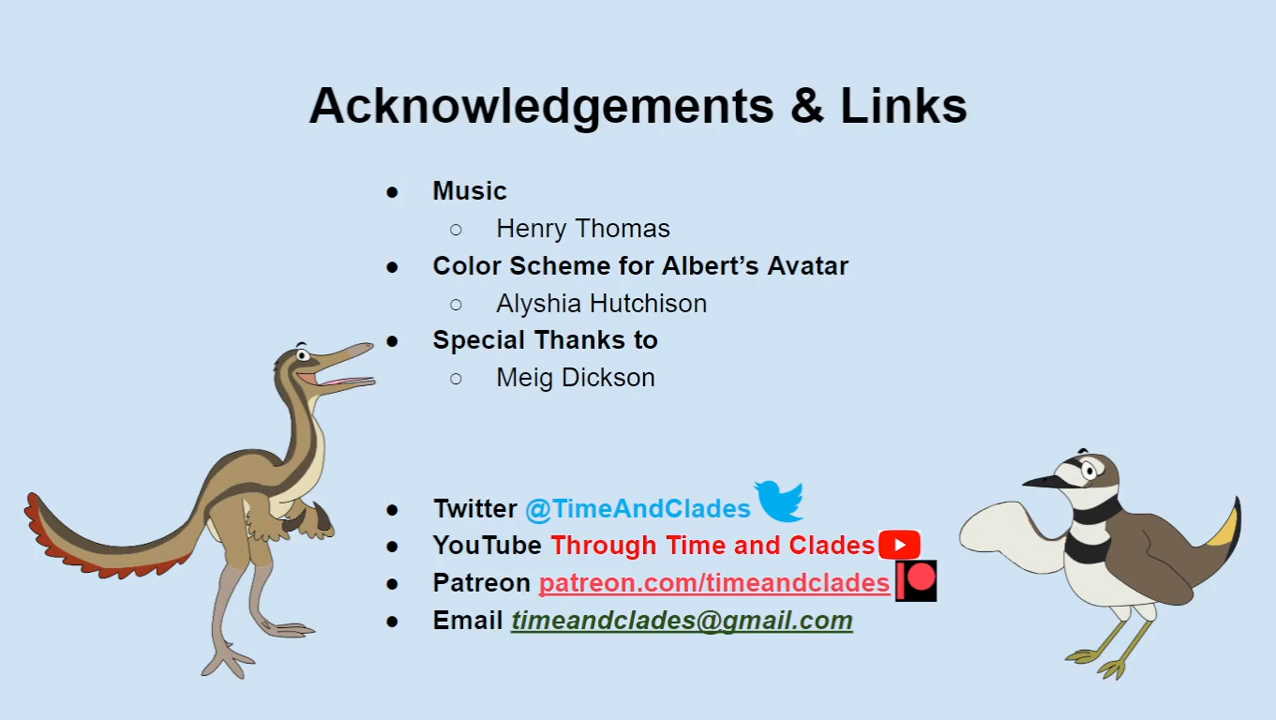 Acknowledgements & Links
● Music
○ Henry Thomas
● Color Scheme for Albert’s Avatar
○ Alyshia Hutchison
● Special Thanks to
○ Meig Dickson
● Twitter @TimeAndClades
● YouTube Through Time and Clades
● Patreon patreon.com/timeandclades
● Email timeandclades@gmail.com